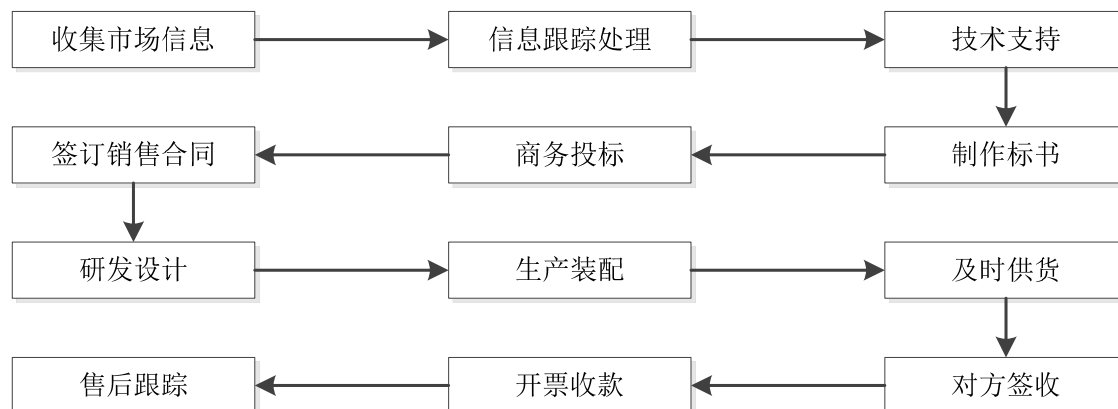 收集市场信息
信息跟踪处理
技术支持
签订销售合同
商务投标
制作标书
研发设计
生产装配
及时供货
售后跟踪
开票收款
对方签收